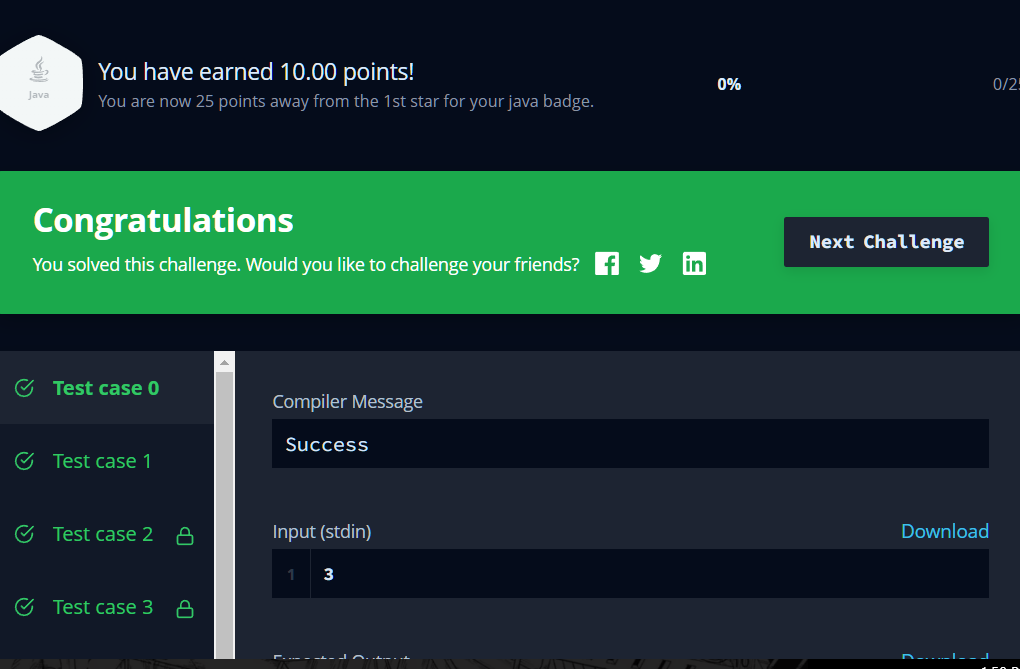 Java
You have earned 10.00 points!
You are now 25 points away from the 1st star for your java badge.
0%
0/25
Congratulations
You solved this challenge. Would you like to challenge your friends?
Next Challenge
Test case 0
Test case 1
Test case 2
Test case 3
Compiler Message
Success
Input (stdin)
Download
1
3
Expected Output
Download